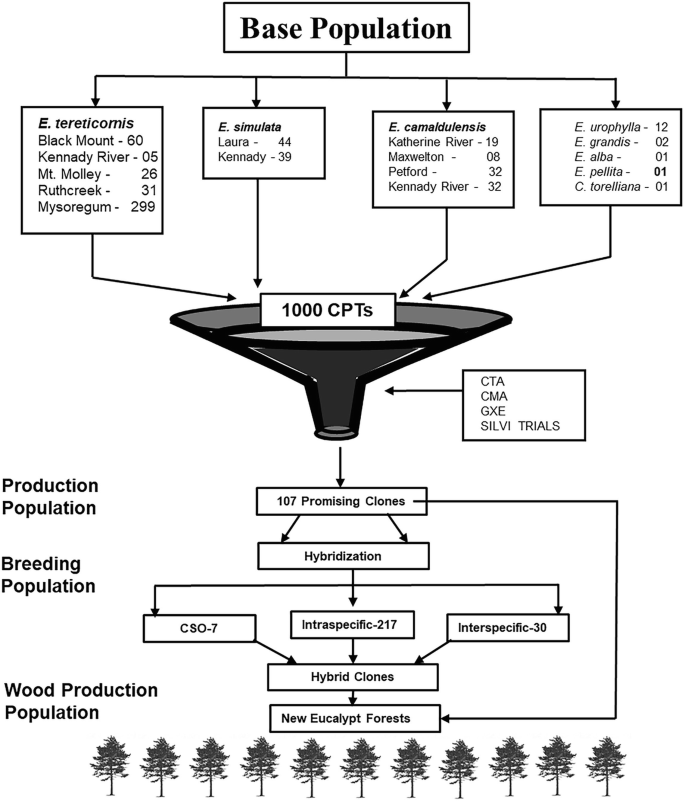 Base Population
E. tereticornis
Black Mount - 60
Kennady River - 05
Mt. Molley - 26
Ruthcreek - 31
Mysoregum - 299
E. simulata
Laura - 44
Kennady - 39
E. camaldulensis
Katherine River - 19
Maxwelton - 08
Petford - 32
Kennady River - 32
E. urophylla - 12
E. grandis - 02
E. alba - 01
E. pellita - 01
C. torelliana - 01
1000 CPTs
CTA
CMA
GXE
SILVI TRIALS
Production
Population
107 Promising Clones
Hybridization
Breeding
Population
CSO-7
Intraspecific-217
Interspecific-30
Hybrid Clones
Wood Production
Population
New Eucalypt Forests